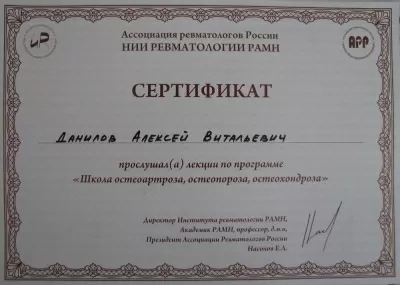 Ассоциация ревматологов России
НИИ РЕВМАТОЛОГИИ РАМН
АРР
СЕРТИФИКАТ
Данилов Алексей Витальевич
прослушал(а) лекции по программе
«Школа остеоартроза, остеопороза, остеохондроза»
Директор Института ревматологии РАМН,
Академик РАМН, профессор, д.м.н,
Президент Ассоциации Ревматологов России
Насонов Е.Л.